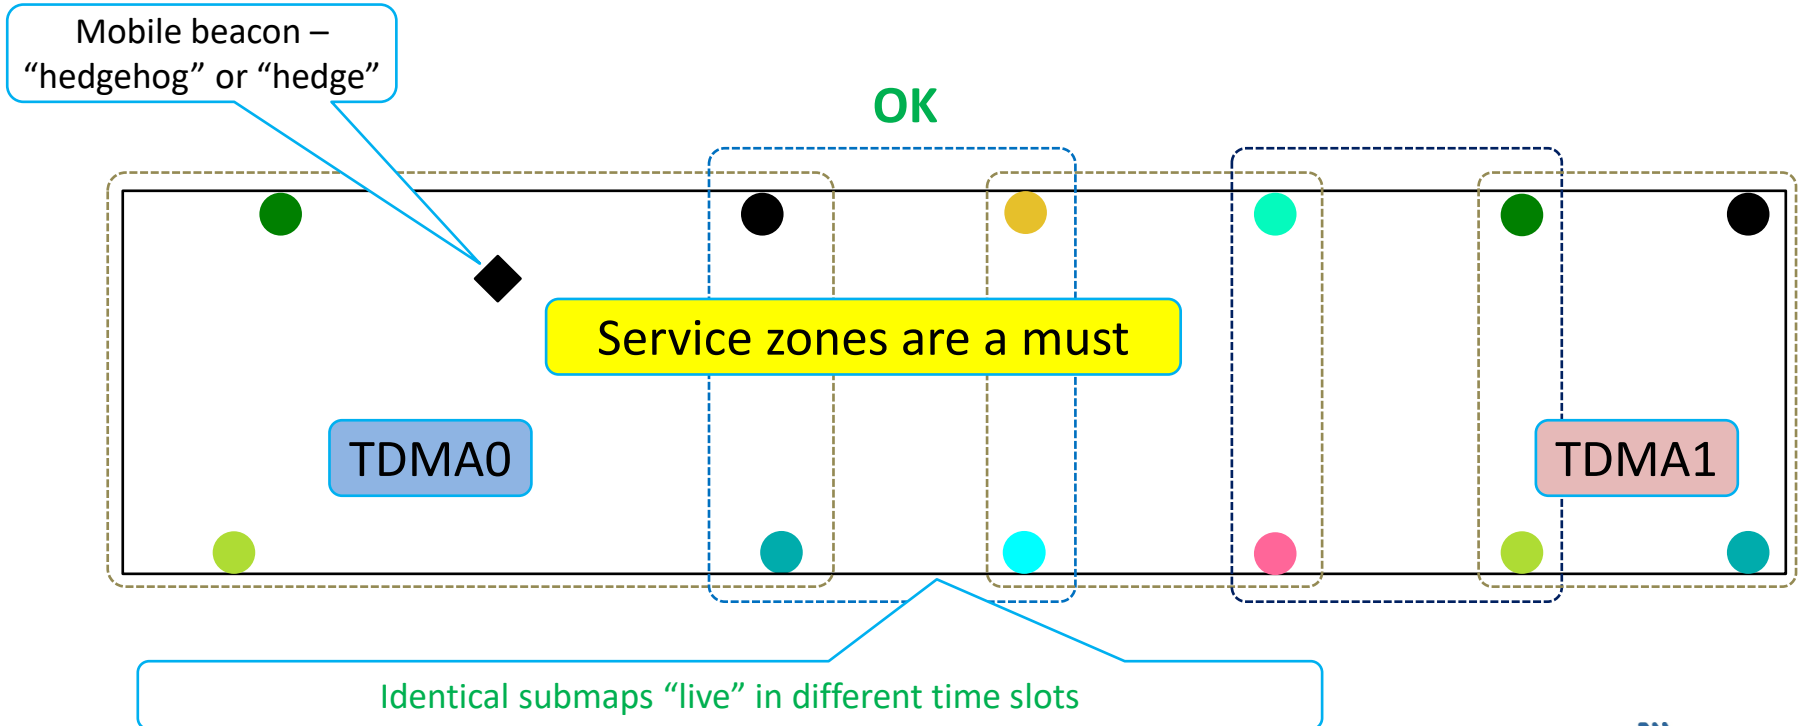 Mobile beacon –
“hedgehog” or “hedge”
OK
Service zones are a must
TDMA0
TDMA1
Identical submaps “live” in different time slots